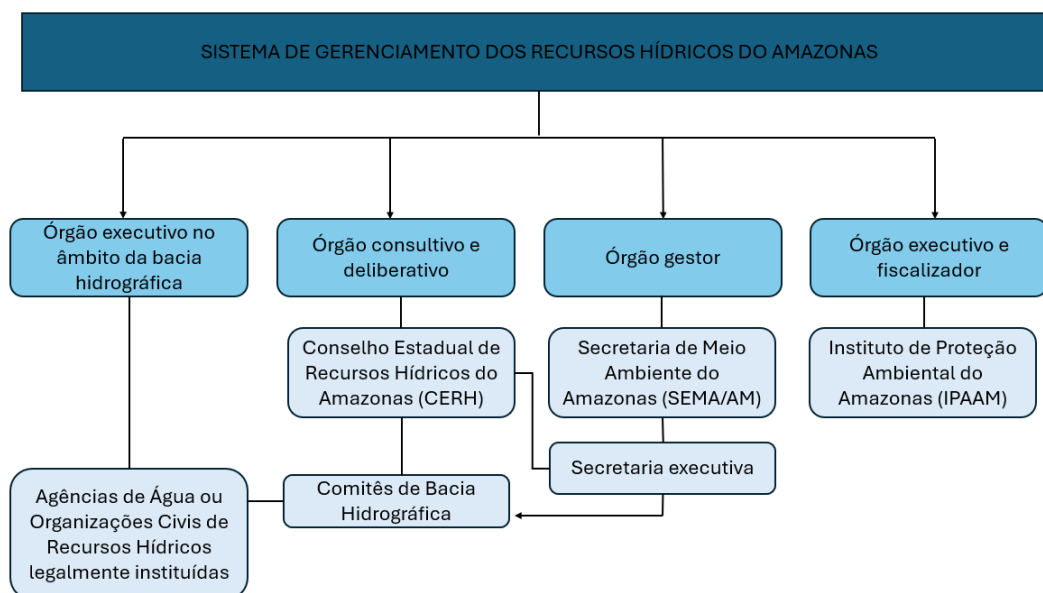 SISTEMA DE GERENCIAMENTO DOS RECURSOS HÍDRICOS DO AMAZONAS
Órgão executivo no
âmbito da bacia
hidrográfica
Órgão consultivo e
deliberativo
Órgão gestor
Órgão executivo e
fiscalizador
Conselho Estadual de
Recursos Hídricos do
Amazonas (CERH)
Secretaria de Meio
Ambiente do
Amazonas (SEMA/AM)
Instituto de Proteção
Ambiental do
Amazonas (IPAAM)
Secretaria executiva
Agências de Água ou
Organizações Civis de
Recursos Hídricos
legalmente instituídas
Comitês de Bacia
Hidrográfica